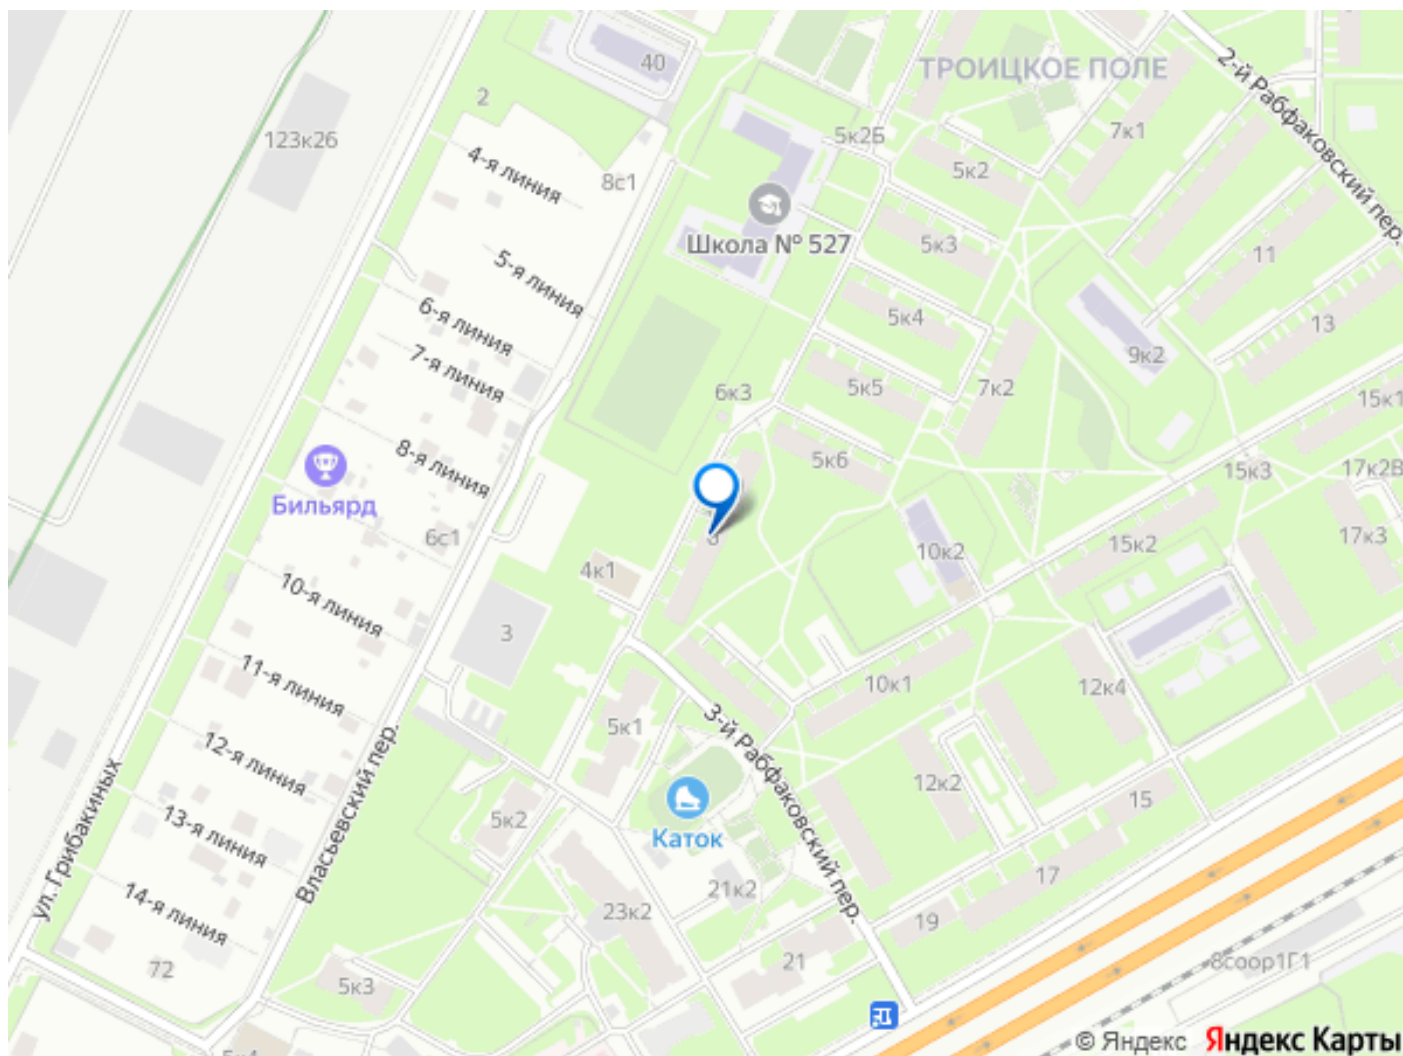 40
ТРОИЦКОЕ ПОЛЕ
2-й Рабфаковский пер.
2
123к26
4-я линия
8с1
5к2Б
5к2
7к1
Школа № 527
5к3
11
5-я линия
6-я линия
5к4
13
7-я линия
9к2
6к3
5к5
7к2
15к1
8-я линия
5к6
15к3
17к2В
Бильярд
6с1
10к2
15к2
17к3
4к1
10-я линия
3
11-я линия
10к1
12к4
5к1
3-й Рабфаковский пер.
12-я линия
Власьевский пер.
12к2
15
ул. Грибакиных
13-я линия
5к2
Каток
17
14-я линия
21к2
23к2
19
72
21
8соор1Г1
5к3
© Яндекс Яндекс Карты